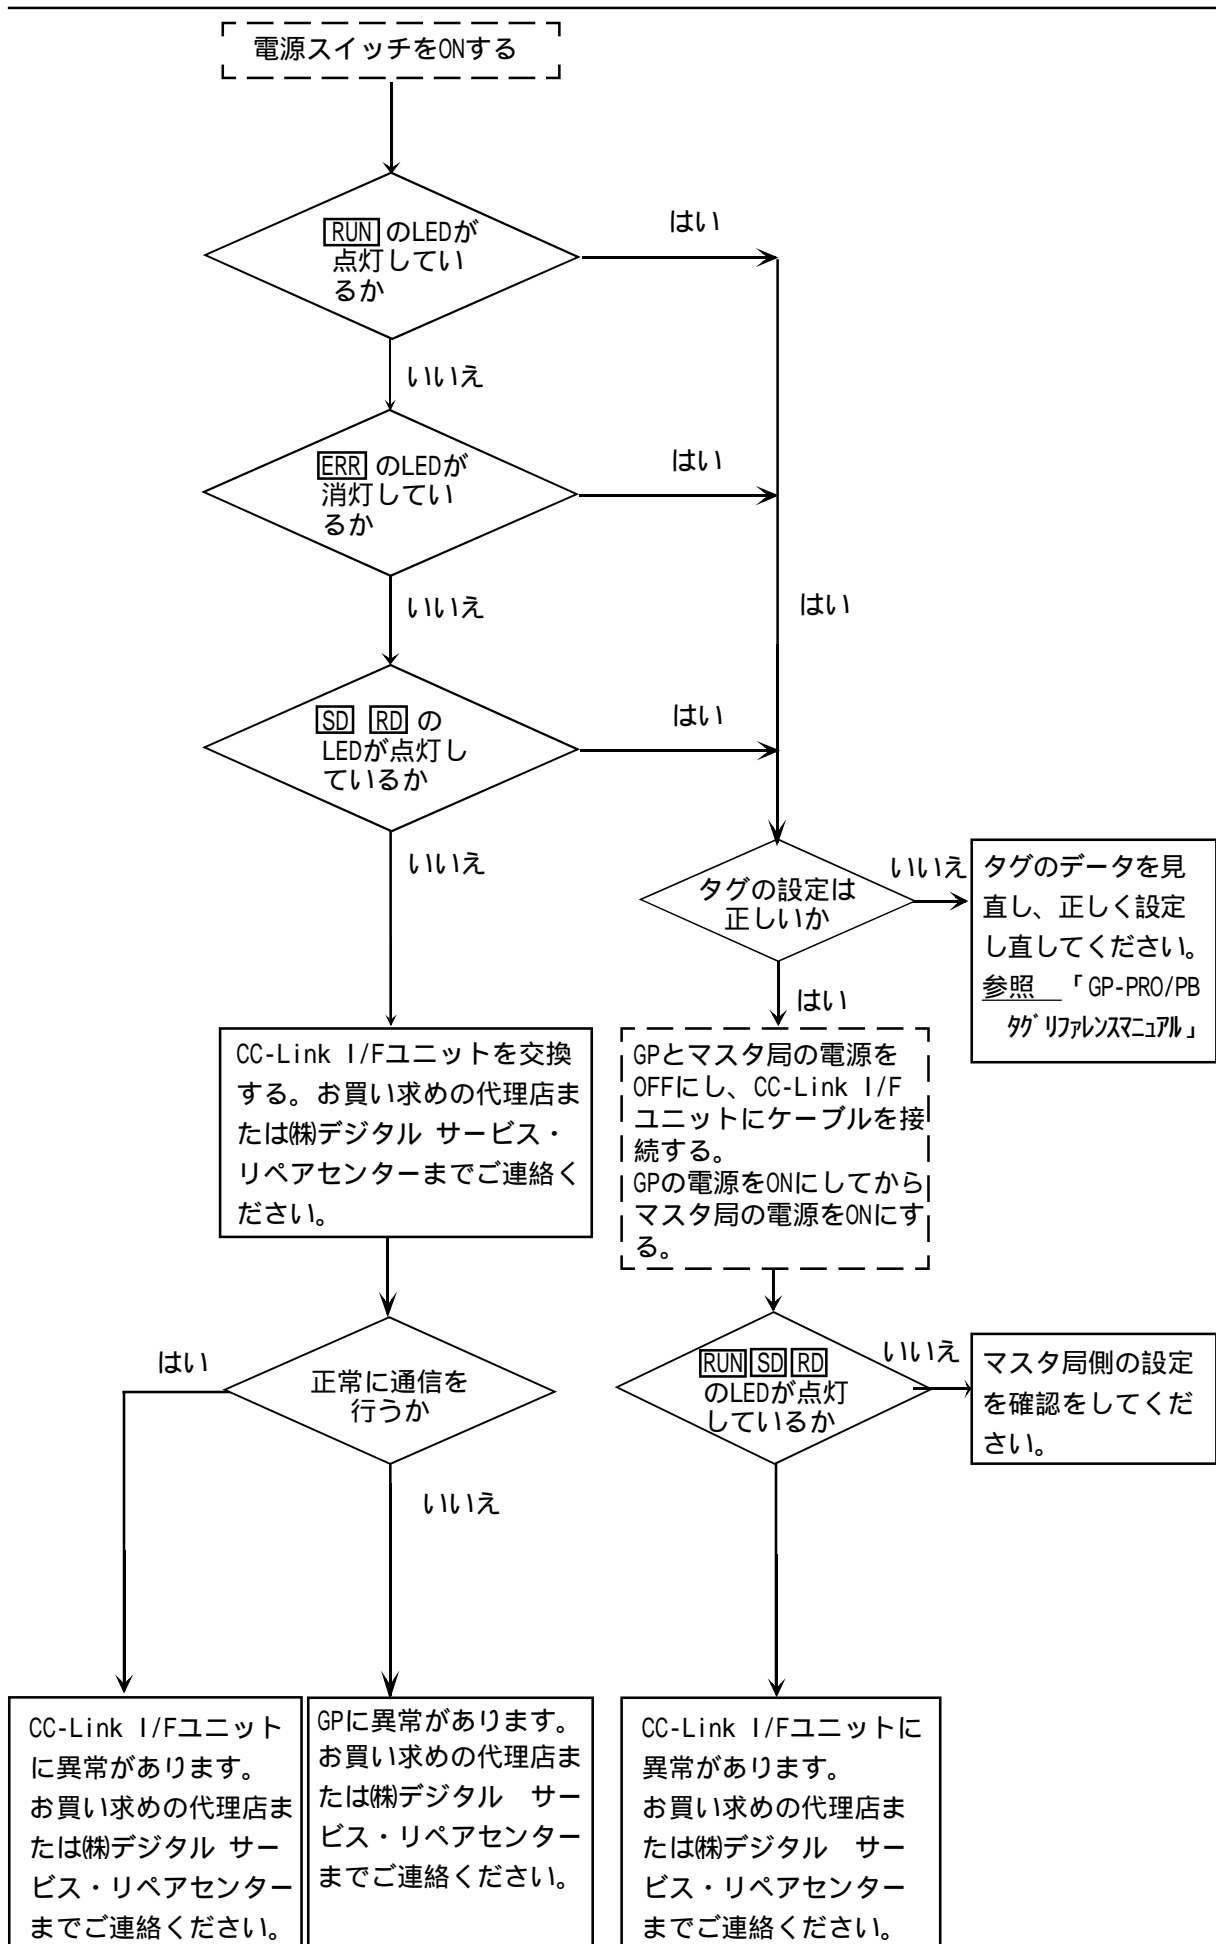 電源スイッチをONする
RUN のLEDが
点灯してい
るか
はい
いいえ
ERR のLEDが
消灯してい
るか
はい
いいえ
はい
SD RD の
LEDが点灯し
ているか
はい
いいえ
タグの設定は
正しいか
いいえ
タグのデータを見
直し、正しく設定
し直してください。
参照 「GP-PRO/PB
タグリファレンスマニュアル」
はい
CC-Link I/Fユニットを交換
する。お買い求めの代理店ま
たは㈱デジタル サービス・
リペアセンターまでご連絡く
ださい。
GPとマスタ局の電源を
OFFにし、CC-Link I/F
ユニットにケーブルを接
続する。
GPの電源をONにしてから
マスタ局の電源をONにす
る。
はい
正常に通信を
行うか
いいえ
RUN SD RD
のLEDが点灯
しているか
いいえ
マスタ局側の設定
を確認をしてくだ
さい。
CC-Link I/Fユニット
に異常があります。
お買い求めの代理店ま
たは㈱デジタル サー
ビス・リペアセンター
までご連絡ください。
GPに異常があります。
お買い求めの代理店ま
たは㈱デジタル サー
ビス・リペアセンター
までご連絡ください。
CC-Link I/Fユニットに
異常があります。
お買い求めの代理店ま
たは㈱デジタル サー
ビス・リペアセンター
までご連絡ください。